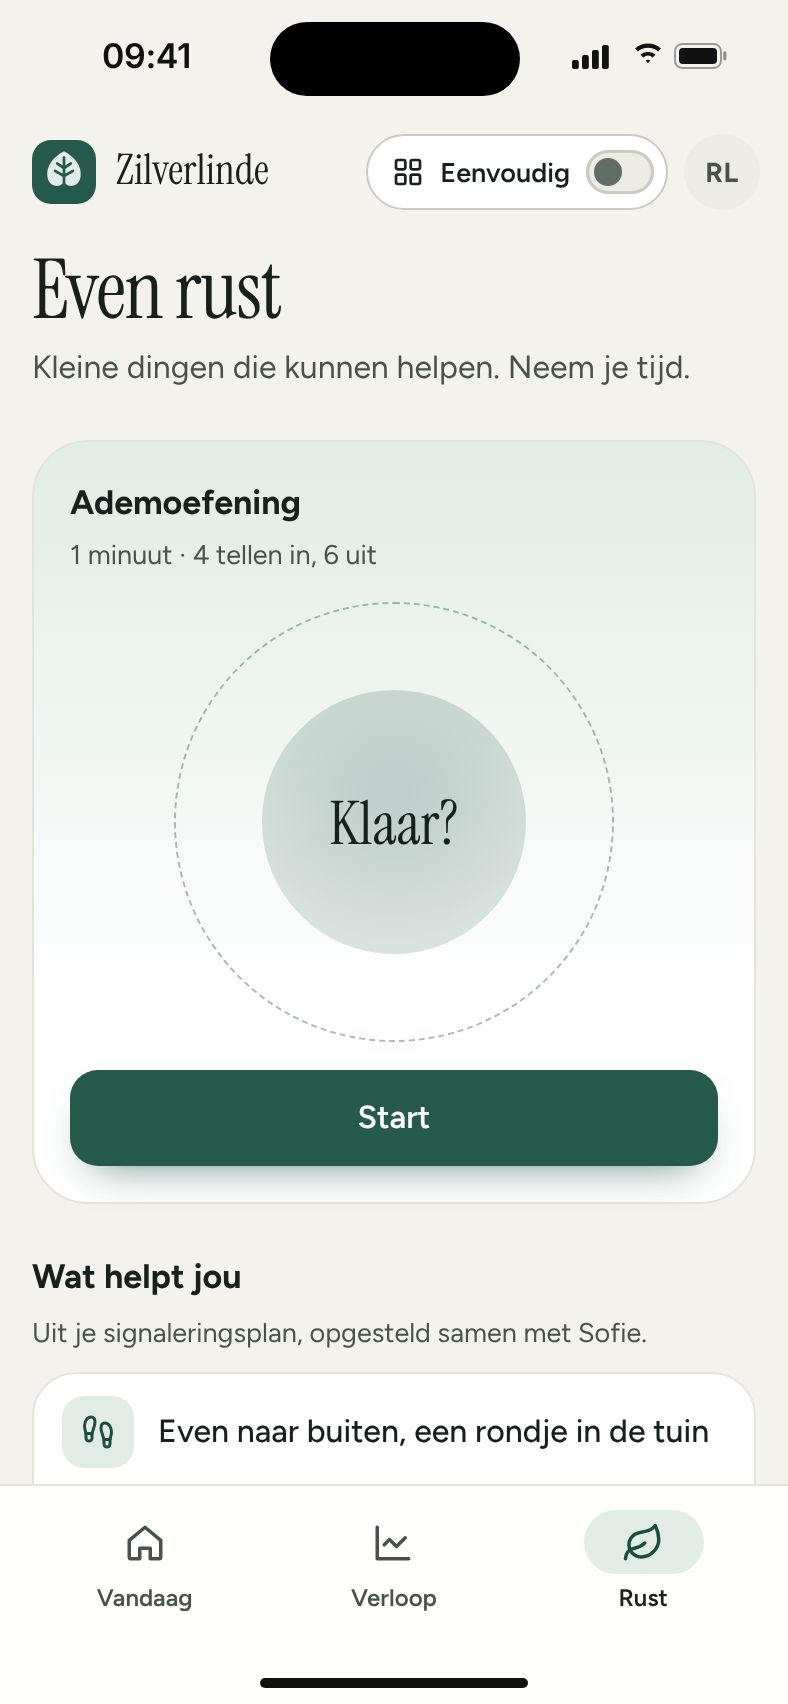 09:41
Zilverlinde
Eenvoudig
RL
Even rust
Kleine dingen die kunnen helpen. Neem je tijd.
Ademoefening
1 minuut · 4 tellen in, 6 uit
Klaar?
Start
Wat helpt jou
Uit je signaleringsplan, opgesteld samen met Sofie.
Even naar buiten, een rondje in de tuin
Vandaag
Verloop
Rust